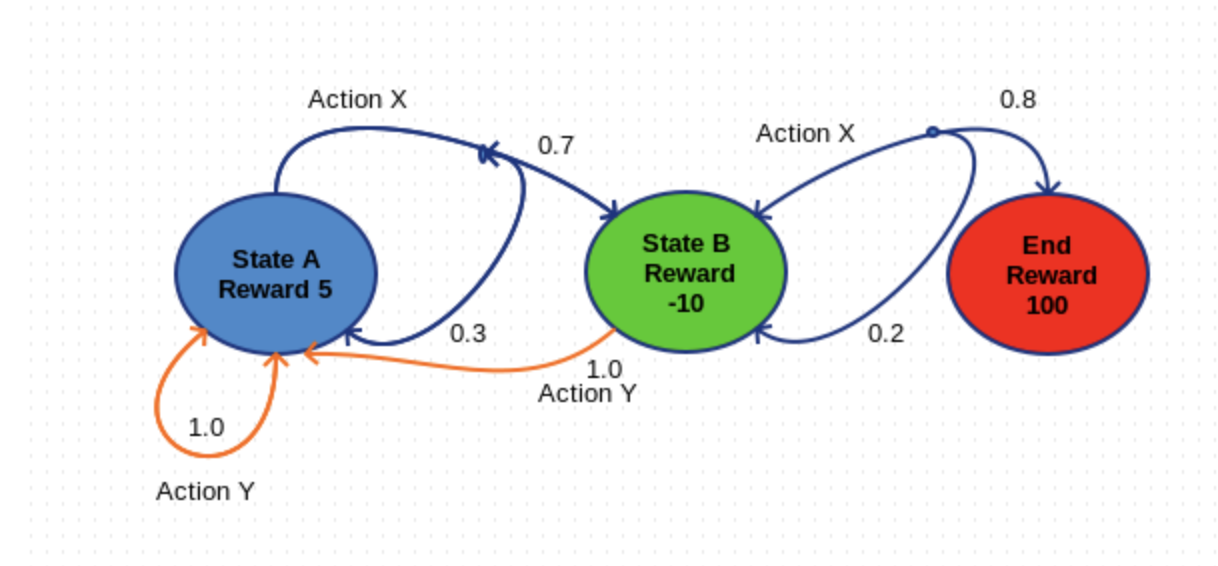 Action X
0.8
Action X
0.7
State A
Reward 5
State B
Reward
-10
End
Reward
100
0.3
0.2
1.0
Action Y
1.0
Action Y